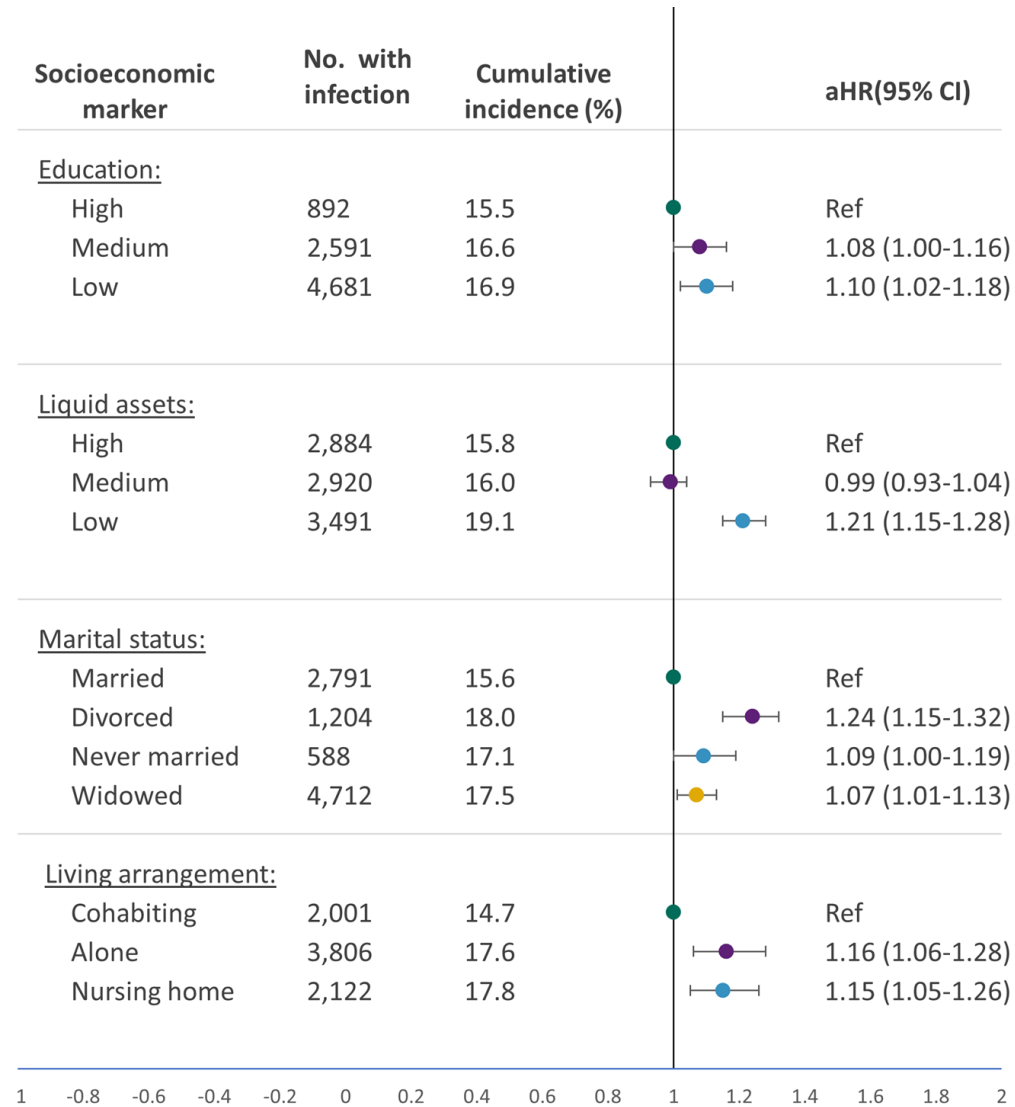 Socioeconomic marker No. with infection Cumulative incidence (%) aHR(95% CI)
Education:
High 892 15.5 Ref
Medium 2,591 16.6 1.08 (1.00-1.16)
Low 4,681 16.9 1.10 (1.02-1.18)
Liquid assets:
High 2,884 15.8 Ref
Medium 2,920 16.0 0.99 (0.93-1.04)
Low 3,491 19.1 1.21 (1.15-1.28)
Marital status:
Married 2,791 15.6 Ref
Divorced 1,204 18.0 1.24 (1.15-1.32)
Never married 588 17.1 1.09 (1.00-1.19)
Widowed 4,712 17.5 1.07 (1.01-1.13)
Living arrangement:
Cohabiting 2,001 14.7 Ref
Alone 3,806 17.6 1.16 (1.06-1.28)
Nursing home 2,122 17.8 1.15 (1.05-1.26)
1 -0.8 -0.6 -0.4 -0.2 0 0.2 0.4 0.6 0.8 1 1.2 1.4 1.6 1.8 2